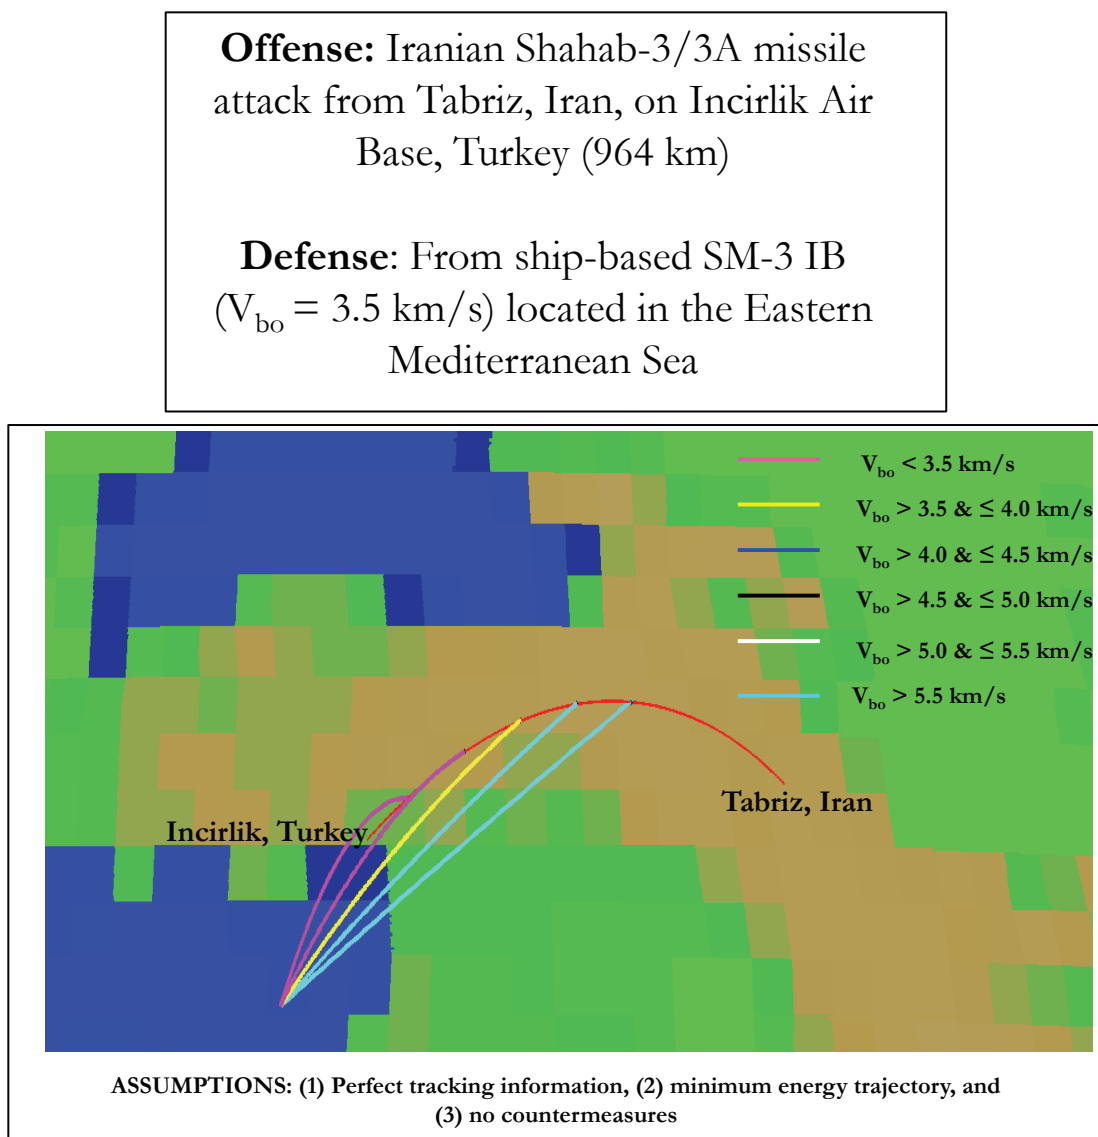 Offense: Iranian Shahab-3/3A missile
attack from Tabriz, Iran, on Incirlik Air
Base, Turkey (964 km)
Defense: From ship-based SM-3 IB
(Vbo = 3.5 km/s) located in the Eastern
Mediterranean Sea
Vbo < 3.5 km/s
Vbo > 3.5 & ≤ 4.0 km/s
Vbo > 4.0 & ≤ 4.5 km/s
Vbo > 4.5 & ≤ 5.0 km/s
Vbo > 5.0 & ≤ 5.5 km/s
Vbo > 5.5 km/s
Tabriz, Iran
Incirlik, Turkey
ASSUMPTIONS: (1) Perfect tracking information, (2) minimum energy trajectory, and
(3) no countermeasures